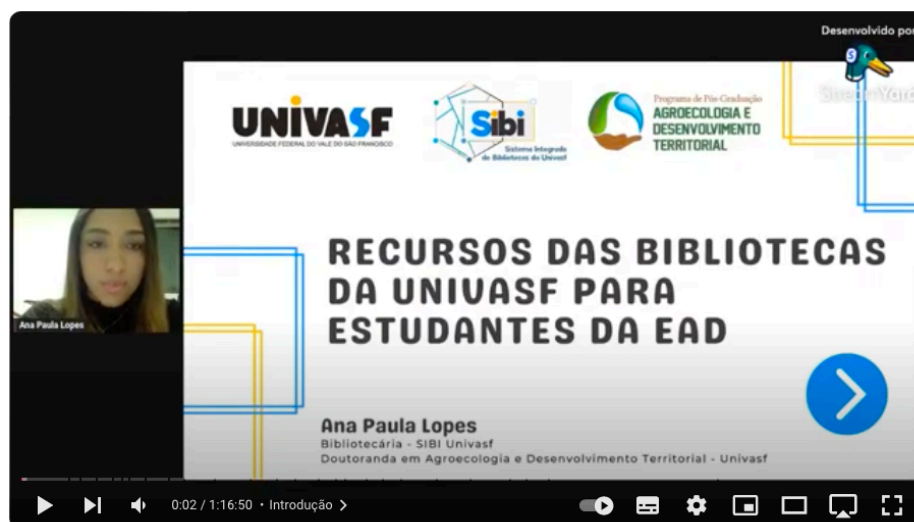 Desenvolvido por
StreamYard
UNIVASF
UNIVERSIDADE FEDERAL DO VALE DO SÃO FRANCISCO
Sibi
Sistema Integrado
de Bibliotecas da Univasf
Programa de Pós-Graduação
AGROECOLOGIA E
DESENVOLVIMENTO
TERRITORIAL
RECURSOS DAS BIBLIOTECAS
DA UNIVASF PARA
ESTUDANTES DA EAD
Ana Paula Lopes
Ana Paula Lopes
Bibliotecária - SIBI Univasf
Doutoranda em Agroecologia e Desenvolvimento Territorial - Univasf
0:02 / 1:16:50 • Introdução